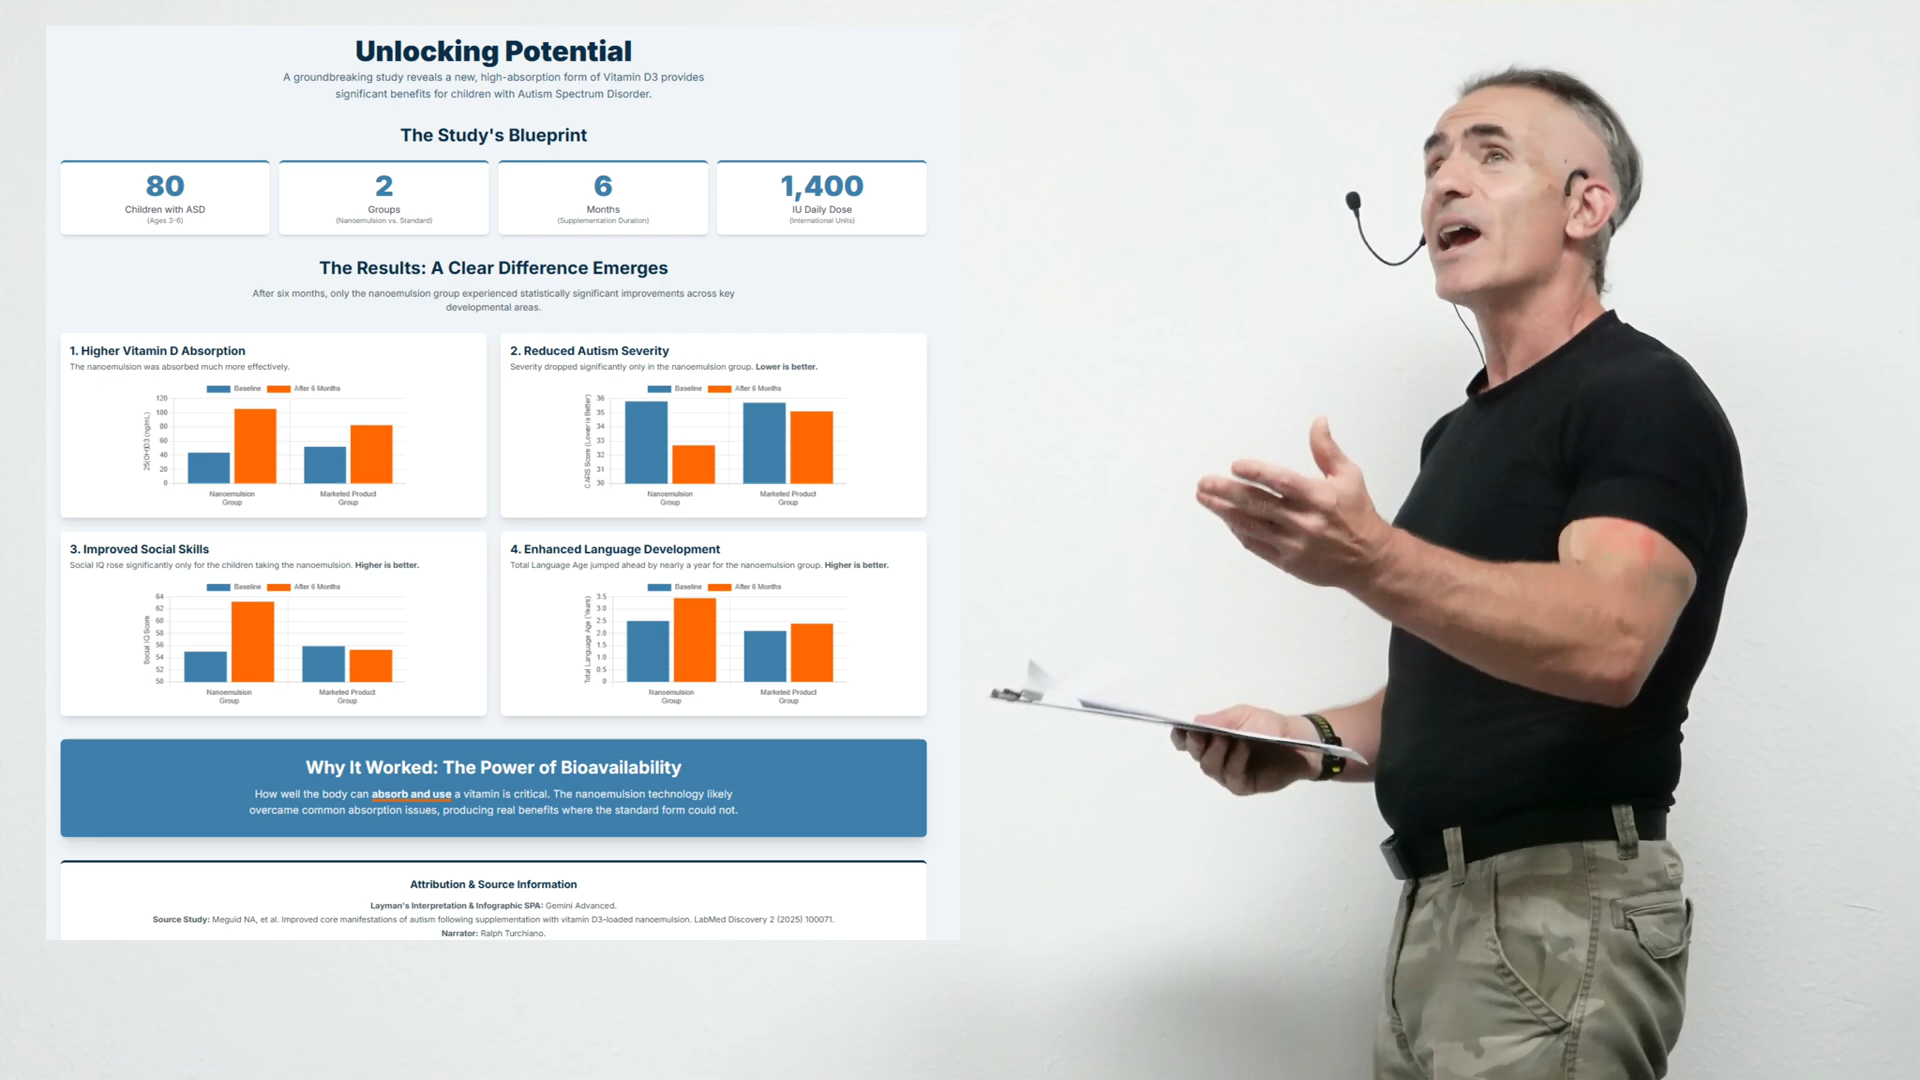 Unlocking Potential
A groundbreaking study reveals a new, high-absorption form of Vitamin D3 provides
significant benefits for children with Autism Spectrum Disorder.
The Study's Blueprint
80
Children with ASD
(Ages 3-6)
2
Groups
(Nanoemulsion vs. Standard)
6
Months
(Supplementation Duration)
1,400
IU Daily Dose
(International Units)
The Results: A Clear Difference Emerges
After six months, only the nanoemulsion group experienced statistically significant improvements across key
developmental areas.
1. Higher Vitamin D Absorption
The nanoemulsion was absorbed much more effectively.
Baseline After 6 Months
25(OH)D3 (ng/mL)
120
100
80
60
40
20
0
Nanoemulsion
Group
Marketed Product
Group
2. Reduced Autism Severity
Severity dropped significantly only in the nanoemulsion group. Lower is better.
Baseline After 6 Months
CARS Score (Lower is Better)
36
35
34
33
32
31
30
Nanoemulsion
Group
Marketed Product
Group
3. Improved Social Skills
Social IQ rose significantly only for the children taking the nanoemulsion. Higher is better.
Baseline After 6 Months
Social IQ Score
64
62
60
58
56
54
52
50
Nanoemulsion
Group
Marketed Product
Group
4. Enhanced Language Development
Total Language Age jumped ahead by nearly a year for the nanoemulsion group. Higher is better.
Baseline After 6 Months
Total Language Age (Years)
3.5
3.0
2.5
2.0
1.5
1.0
0.5
0
Nanoemulsion
Group
Marketed Product
Group
Why It Worked: The Power of Bioavailability
How well the body can absorb and use a vitamin is critical. The nanoemulsion technology likely
overcame common absorption issues, producing real benefits where the standard form could not.
Attribution & Source Information
Layman's Interpretation & Infographic SPA: Gemini Advanced.
Source Study: Meguid NA, et al. Improved core manifestations of autism following supplementation with vitamin D3-loaded nanoemulsion. LabMed Discovery 2 (2025) 100071.
Narrator: Ralph Turchiano.